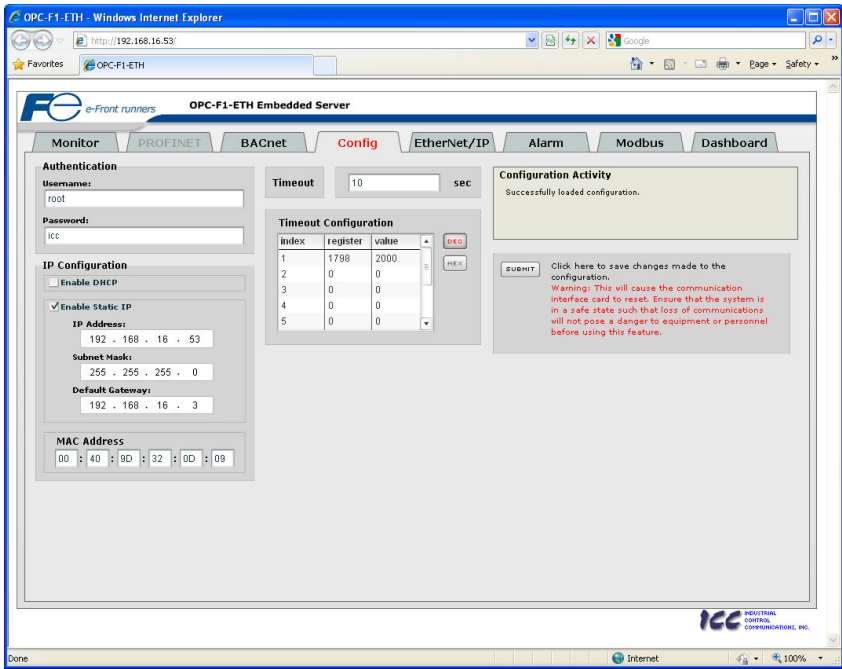 OPC-F1-ETH - Windows Internet Explorer
http://192.168.16.53/
Google
Favorites
OPC-F1-ETH
Page
Safety
»
Fe e-Front runners
OPC-F1-ETH Embedded Server
Monitor PROFINET BACnet Config EtherNet/IP Alarm Modbus Dashboard
Authentication
Username:
root
Password:
icc
IP Configuration
Enable DHCP
Enable Static IP
IP Address:
192 . 168 . 16 . 53
Subnet Mask:
255 . 255 . 255 . 0
Default Gateway:
192 . 168 . 16 . 3
MAC Address
00 : 40 : 9D : 32 : 0D : 09
Timeout 10 sec
Timeout Configuration
index register value
1 1798 2000
2 0 0
3 0 0
4 0 0
5 0 0
DEC
HEX
Configuration Activity
Successfully loaded configuration.
SUBMIT
Click here to save changes made to the
configuration.
Warning: This will cause the communication
interface card to reset. Ensure that the system is
in a safe state such that loss of communications
will not pose a danger to equipment or personnel
before using this feature.
ICC INDUSTRIAL
CONTROL
COMMUNICATIONS, INC.
Done
Internet
100%